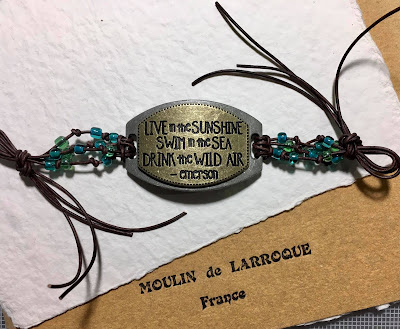 LIVE in the SUNSHINE
SWIM in the SEA
DRINK the WILD AIR
- emerson
MOULIN de LARROQUE
France